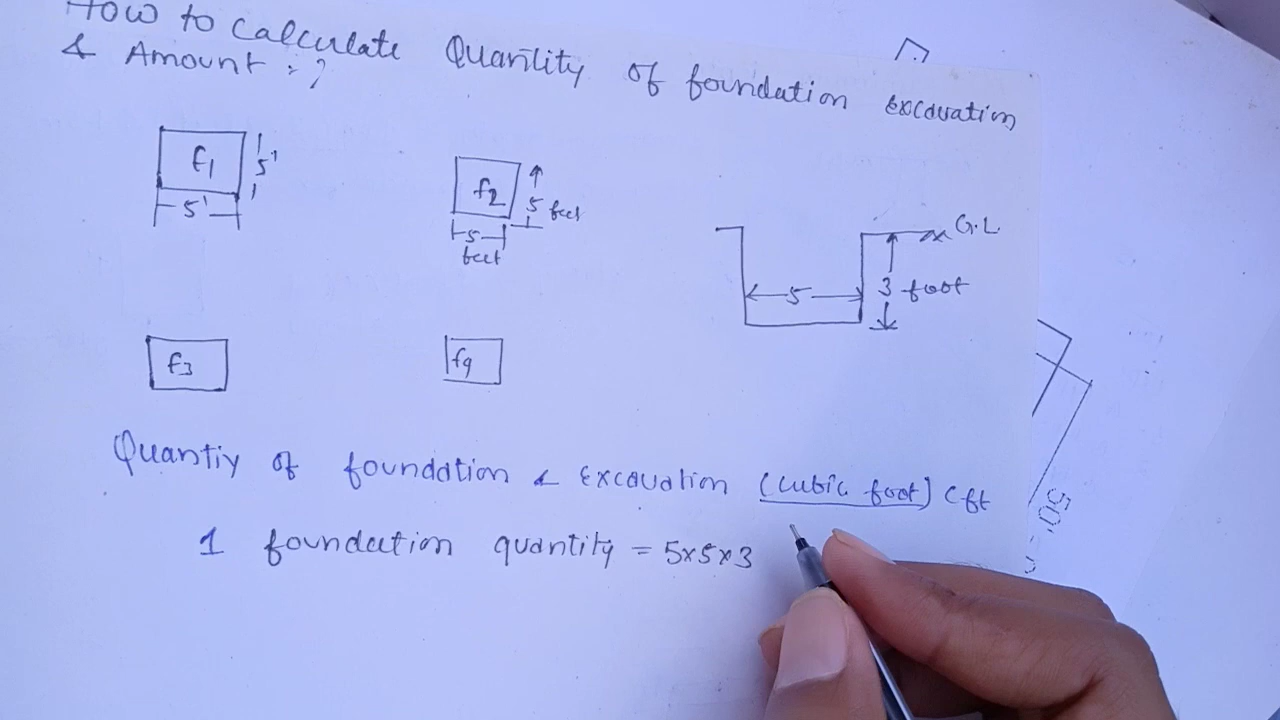 How to calculate Quantity of foundation excavation
& Amount : ?
f1
5'
5'
f2
5 feet
5
feet
G.L.
5
3 foot
f3
f4
Quantiy of foundation & Excavation (cubic foot) Cft
1 foundation quantity = 5x5x3
50'